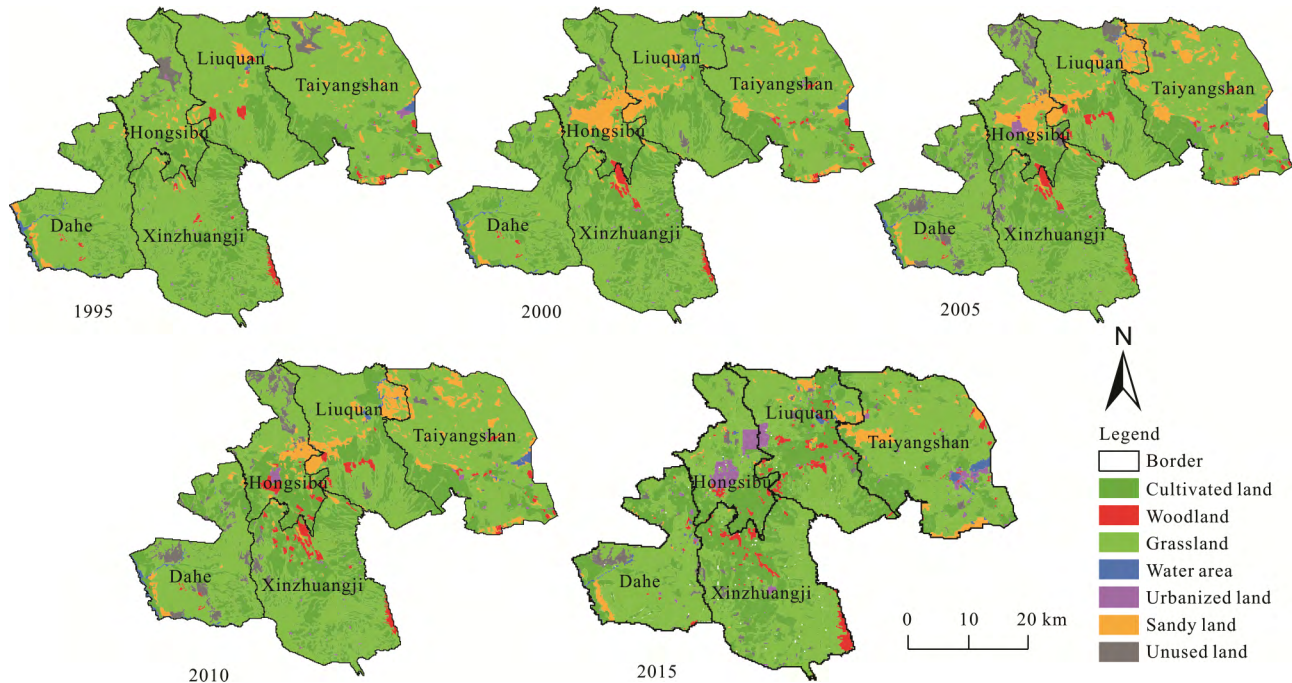 Liuquan
Taiyangshan
Hongsibu
Dahe
Xinzhuangji
1995
Liuquan
Taiyangshan
Hongsibu
Dahe
Xinzhuangji
2000
Liuquan
Taiyangshan
Hongsibu
Dahe
Xinzhuangji
2005
Liuquan
Taiyangshan
Hongsibu
Dahe
Xinzhuangji
2010
Liuquan
Taiyangshan
Hongsibu
Dahe
Xinzhuangji
2015
N
Legend
Border
Cultivated land
Woodland
Grassland
Water area
Urbanized land
Sandy land
Unused land
0 10 20 km